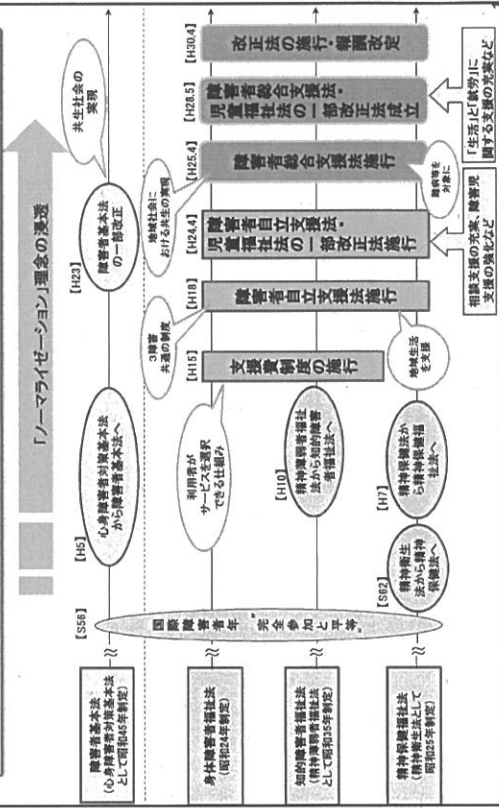 「ノーマライゼーション」理念の浸透
障害者基本法
(心身障害者対策基本法
として昭和45年制定)
身体障害者福祉法
(昭和24年制定)
知的障害者福祉法
(精神薄弱者福祉法
として昭和35年制定)
精神保健福祉法
(精神衛生法として
昭和25年制定)
【S56】
国際障害者年
"完全参加と平等"
【H5】
心身障害者対策基本法
から障害者基本法へ
【S62】
精神衛生
法から精神
保健法へ
【H7】
精神保健法か
ら精神保健福
祉法へ
【H10】
精神薄弱者福祉
法から知的障害
者福祉法へ
利用者が
サービスを選択
できる仕組み
【H15】
支援費制度の施行
3障害
共通の制度
【H18】
障害者自立支援法施行
地域生活
を支援
【H23】
障害者基本法
の一部改正
共生社会の
実現
【H24.4】
障害者自立支援法・
児童福祉法の一部改正法施行
相談支援の充実、障害児
支援の強化など
地域社会に
おける共生の実現
【H25.4】
障害者総合支援法施行
難病等を
対象に
【H28.5】
障害者総合支援法・
児童福祉法の一部改正法成立
「生活」と「就労」に
関する支援の充実など
【H30.4】
改正法の施行・報酬改定